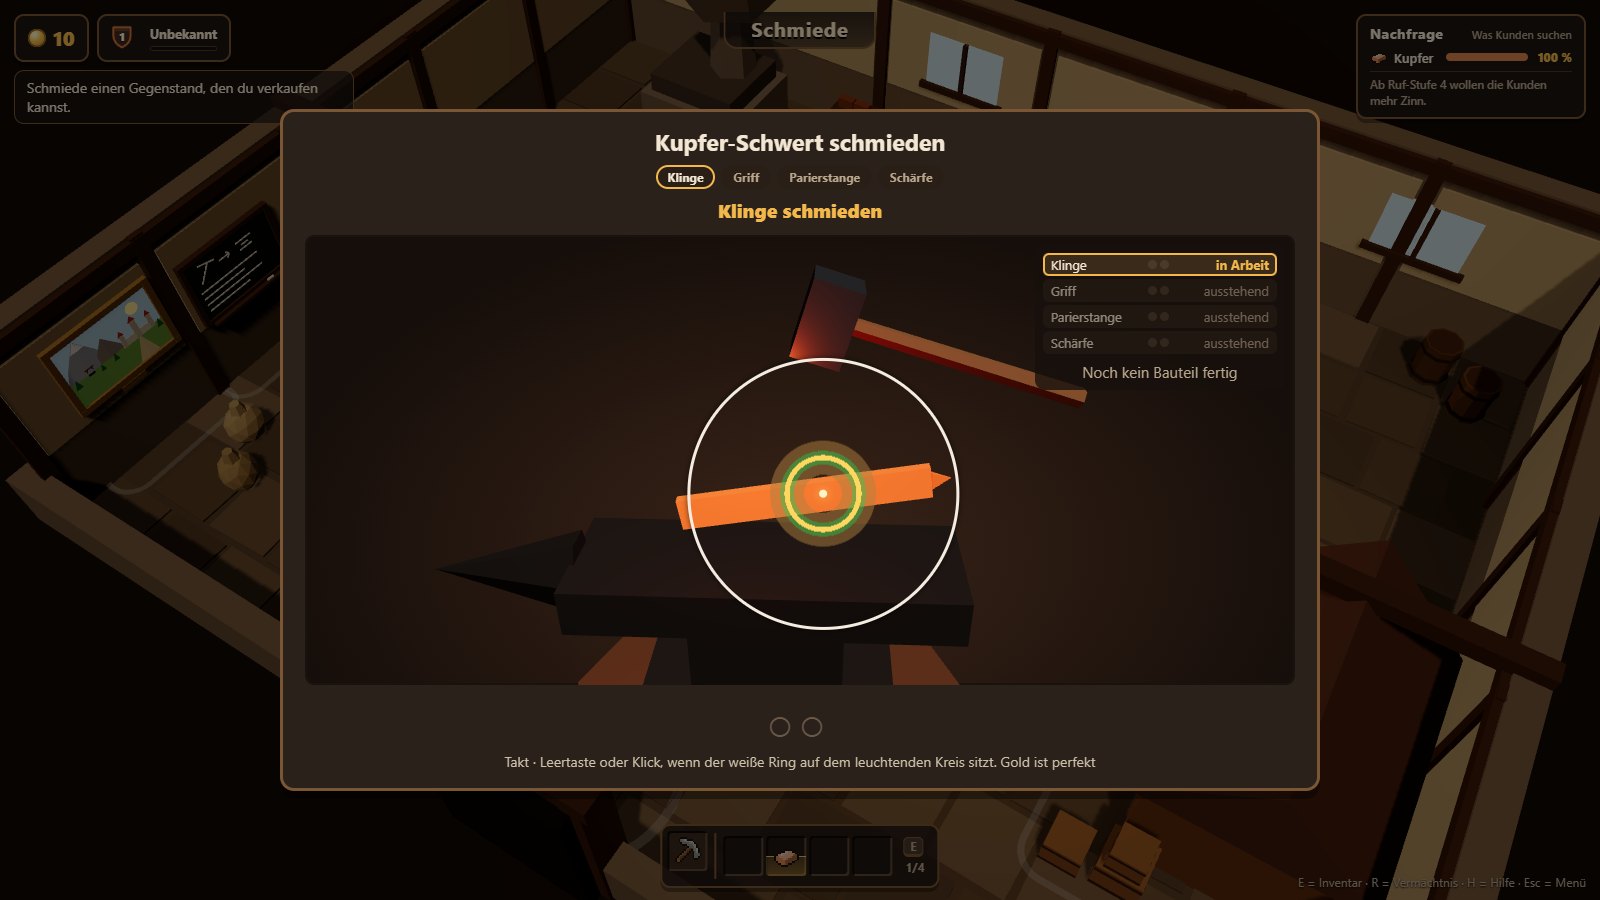 10
1
Unbekannt
Schmiede einen Gegenstand, den du verkaufen
kannst.
Schmiede
Nachfrage
Was Kunden suchen
Kupfer
100 %
Ab Ruf-Stufe 4 wollen die Kunden
mehr Zinn.
Kupfer-Schwert schmieden
Klinge
Griff
Parierstange
Schärfe
Klinge schmieden
Klinge
in Arbeit
Griff
ausstehend
Parierstange
ausstehend
Schärfe
ausstehend
Noch kein Bauteil fertig
Takt · Leertaste oder Klick, wenn der weiße Ring auf dem leuchtenden Kreis sitzt. Gold ist perfekt
E
1/4
E = Inventar · R = Vermächtnis · H = Hilfe · Esc = Menü